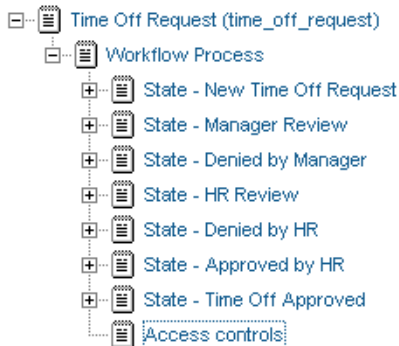 Time Off Request (time_off_request)
Workflow Process
State - New Time Off Request
State - Manager Review
State - Denied by Manager
State - HR Review
State - Denied by HR
State - Approved by HR
State - Time Off Approved
Access controls